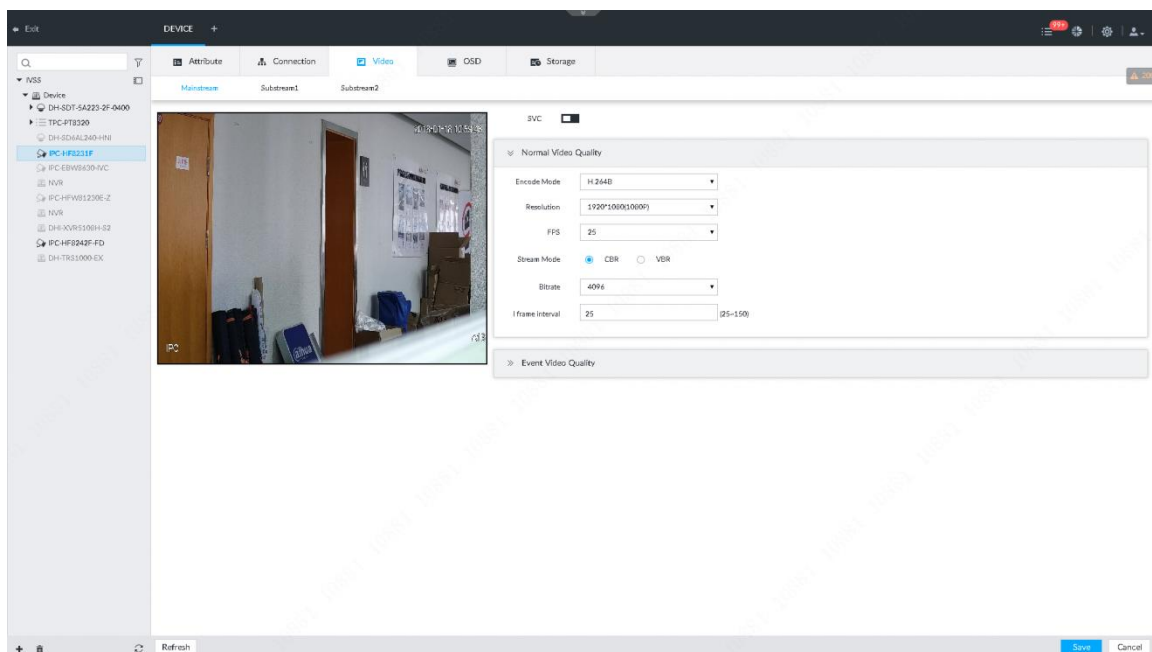 Exit
DEVICE +
99+
Attribute
Connection
Video
OSD
Storage
Mainstream
Substream1
Substream2
IVSS
Device
DH-SDT-5A223-2F-0400
TPC-PT8320
DH-SD6AL240-HNI
IPC-HF8231F
IPC-EBW8630-IVC
NVR
IPC-HFW81230E-Z
NVR
DHI-XVR5108H-S2
IPC-HF8242F-FD
DH-TRS1000-EX
IPC
alhua
SVC
Normal Video Quality
Encode Mode
H.264B
Resolution
1920*1080(1080P)
FPS
25
Stream Mode
CBR
VBR
Bitrate
4096
I frame interval
25
(25~150)
Event Video Quality
Refresh
Save
Cancel